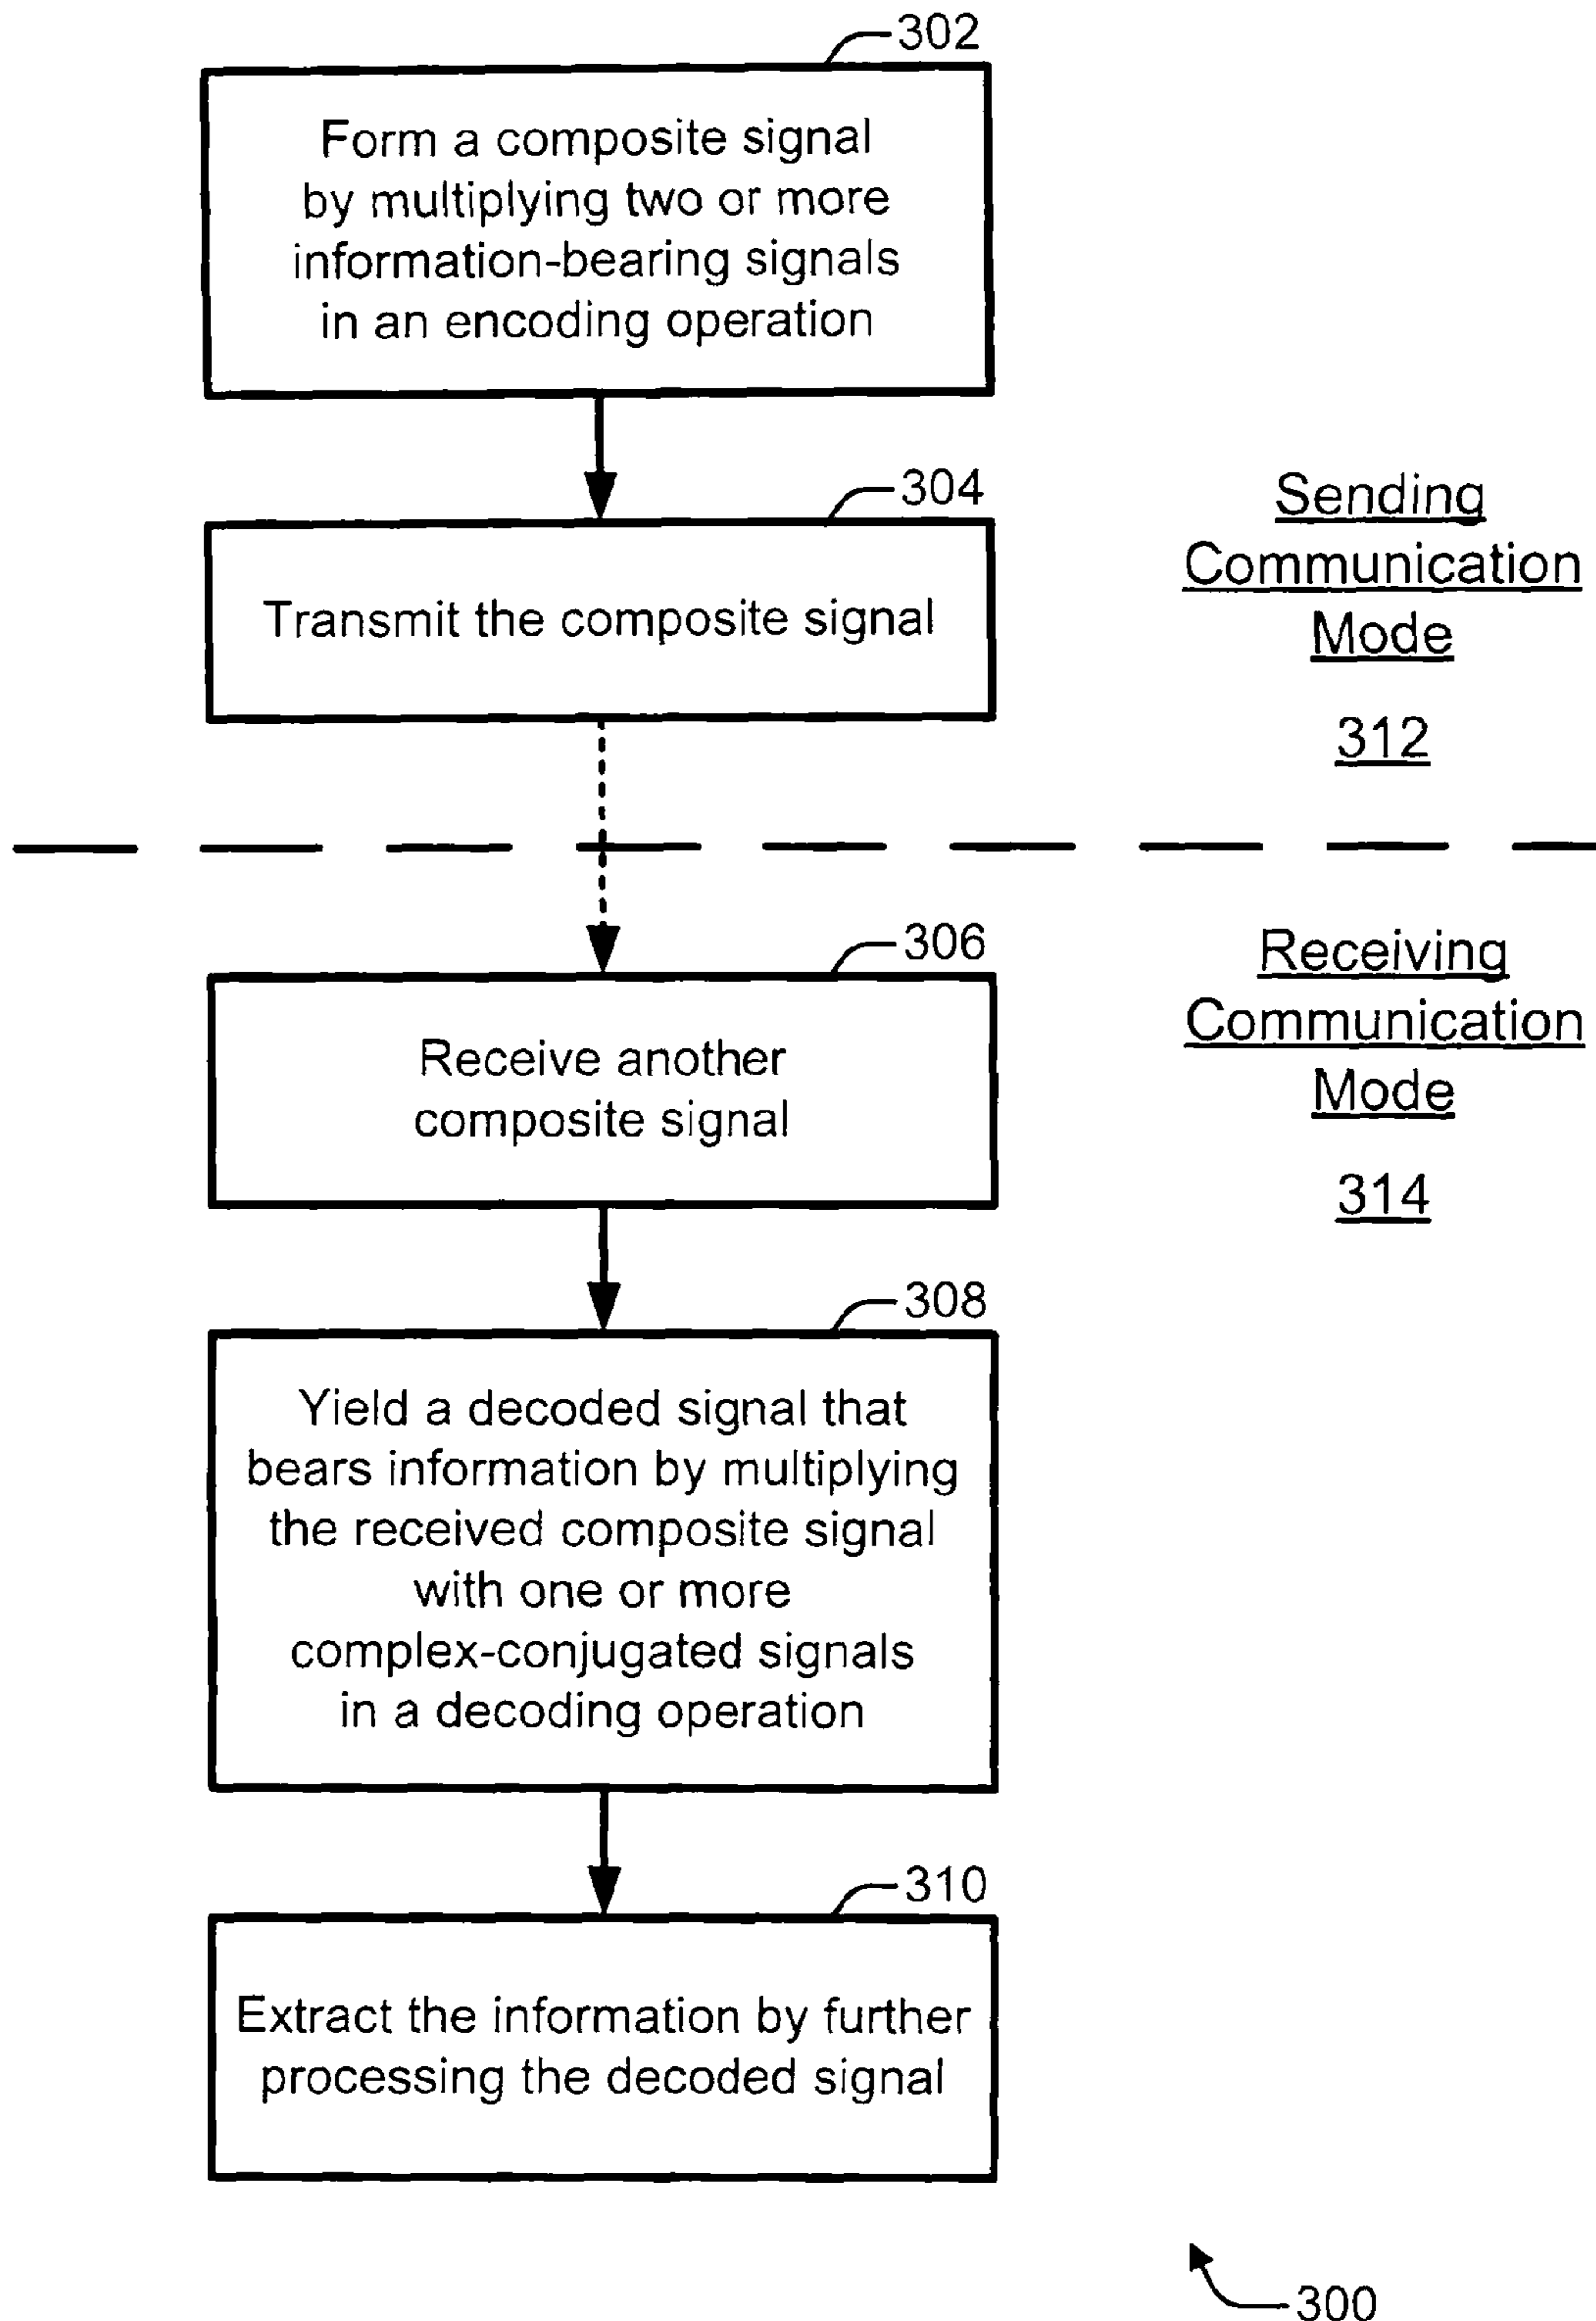 302
Form a composite signal
by multiplying two or more
information-bearing signals
in an encoding operation
304
Transmit the composite signal
Sending
Communication
Mode
312
306
Receive another
composite signal
Receiving
Communication
Mode
314
308
Yield a decoded signal that
bears information by multiplying
the received composite signal
with one or more
complex-conjugated signals
in a decoding operation
310
Extract the information by further
processing the decoded signal
300